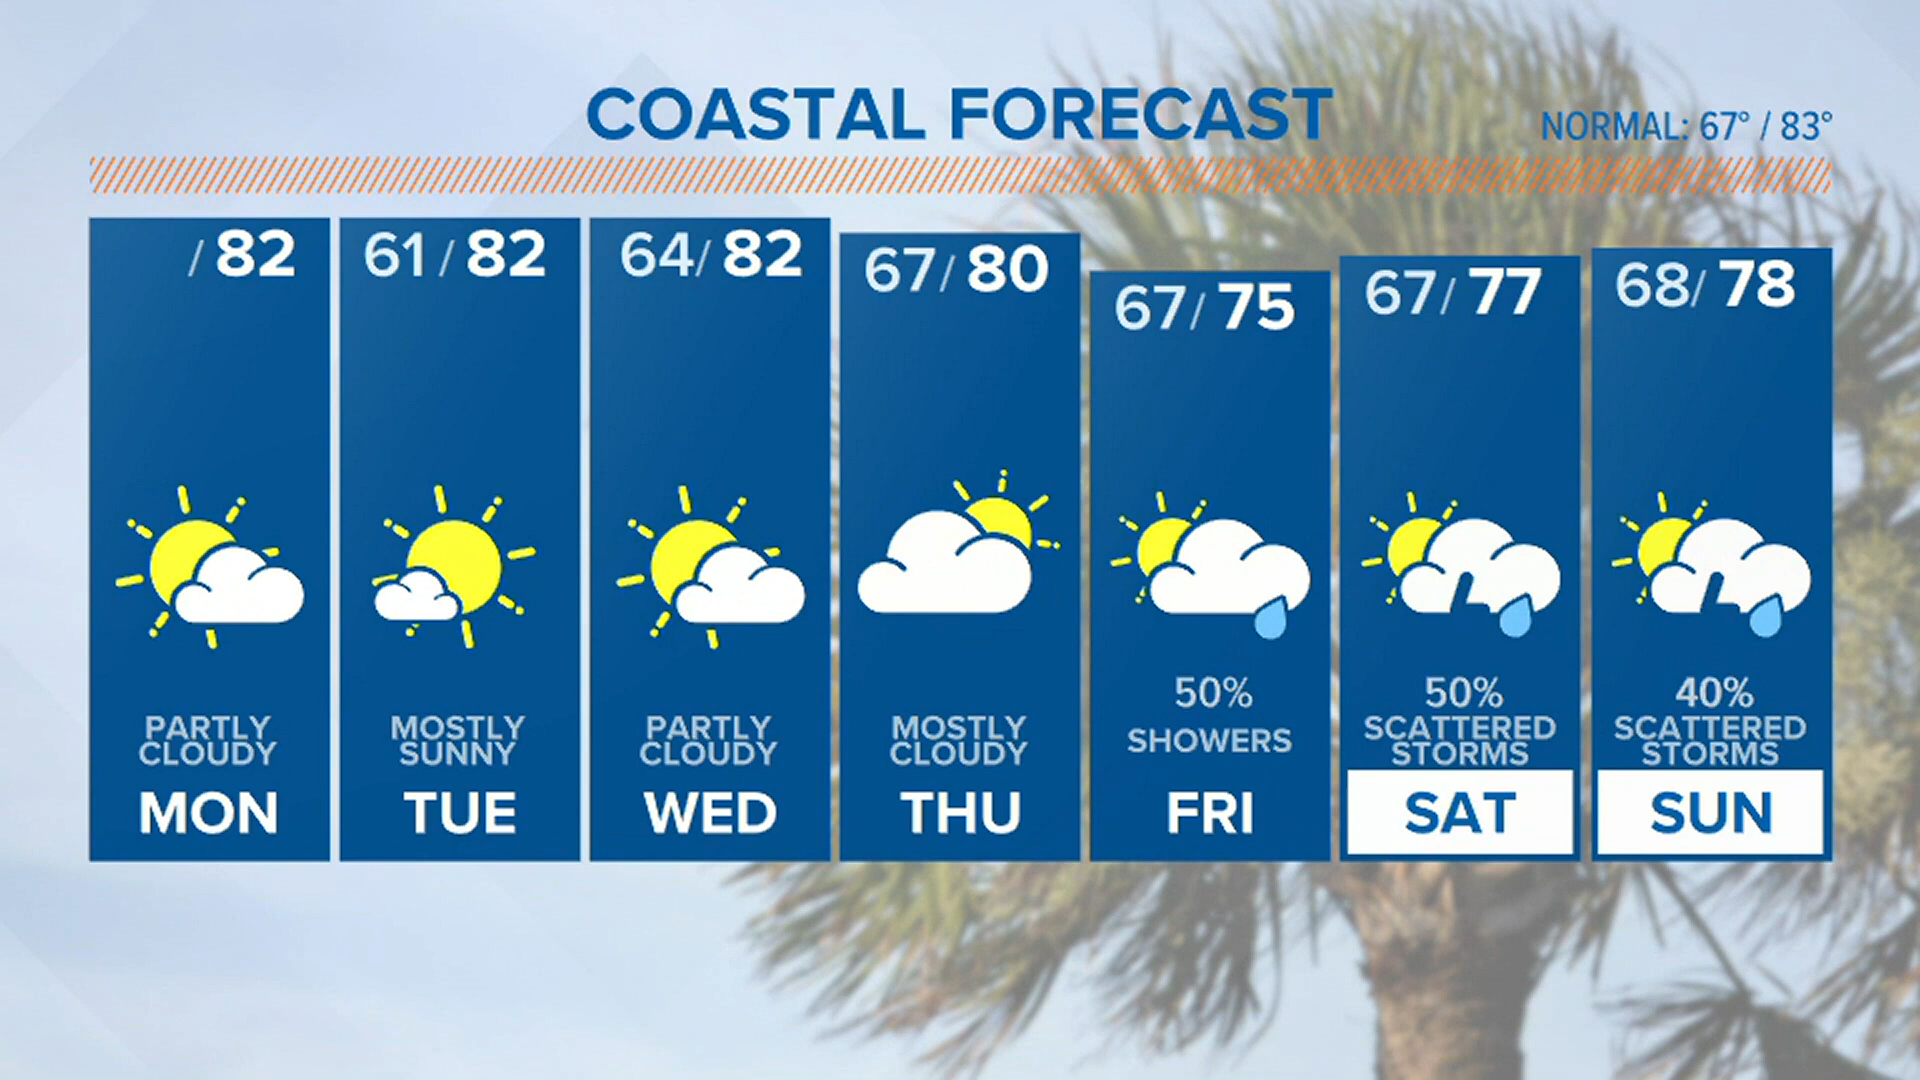 COASTAL FORECAST
NORMAL: 67° / 83°
/ 82
61 / 82
64/ 82
67/ 80
67/ 75
67/ 77
68/ 78
50%
50%
40%
PARTLY
CLOUDY
MOSTLY
SUNNY
PARTLY
CLOUDY
MOSTLY
CLOUDY
SHOWERS
SCATTERED
STORMS
SCATTERED
STORMS
MON
TUE
WED
THU
FRI
SAT
SUN